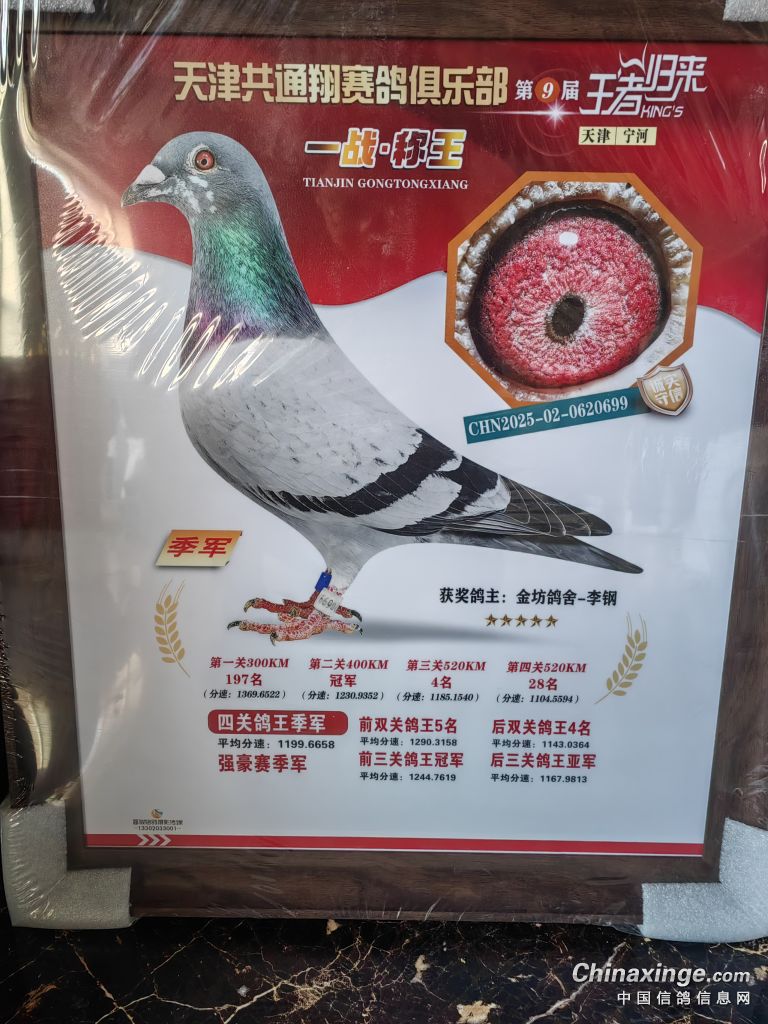 天津共通翔赛鸽俱乐部 第9届 王者归来
KING'S
天津 宁河
一战·称王
TIANJIN GONGTONGXIANG
CHN2025-02-0620699
季军
获奖鸽主：金坊鸽舍-李钢
第一关300KM 第二关400KM 第三关520KM 第四关520KM
197名 冠军 4名 28名
（分速：1369.6522） （分速：1230.9352） （分速：1185.1540） （分速：1104.5594）
四关鸽王季军 前双关鸽王5名 后双关鸽王4名
平均分速：1199.6658 平均分速：1290.3158 平均分速：1143.0364
强豪赛季军 前三关鸽王冠军 后三关鸽王亚军
平均分速：1244.7619 平均分速：1167.9813
13302033001
Chinaxinge.com
中国信鸽信息网